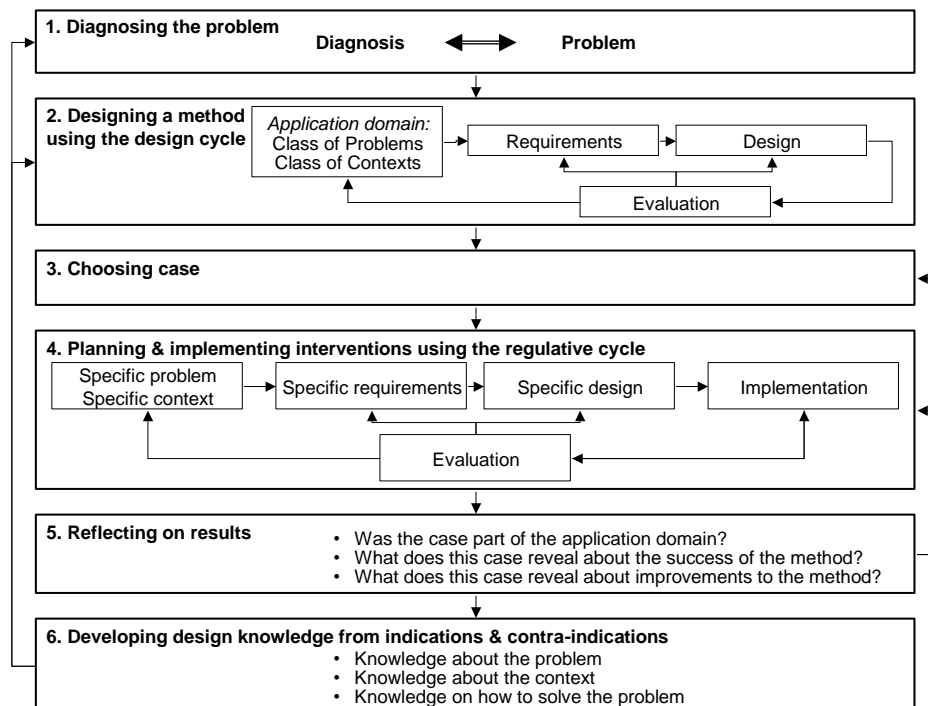 1. Diagnosing the problem
Diagnosis
Problem
2. Designing a method
using the design cycle
Application domain:
Class of Problems
Class of Contexts
Requirements
Design
Evaluation
3. Choosing case
4. Planning & implementing interventions using the regulative cycle
Specific problem
Specific context
Specific requirements
Specific design
Implementation
Evaluation
5. Reflecting on results
• Was the case part of the application domain?
• What does this case reveal about the success of the method?
• What does this case reveal about improvements to the method?
6. Developing design knowledge from indications & contra-indications
• Knowledge about the problem
• Knowledge about the context
• Knowledge on how to solve the problem